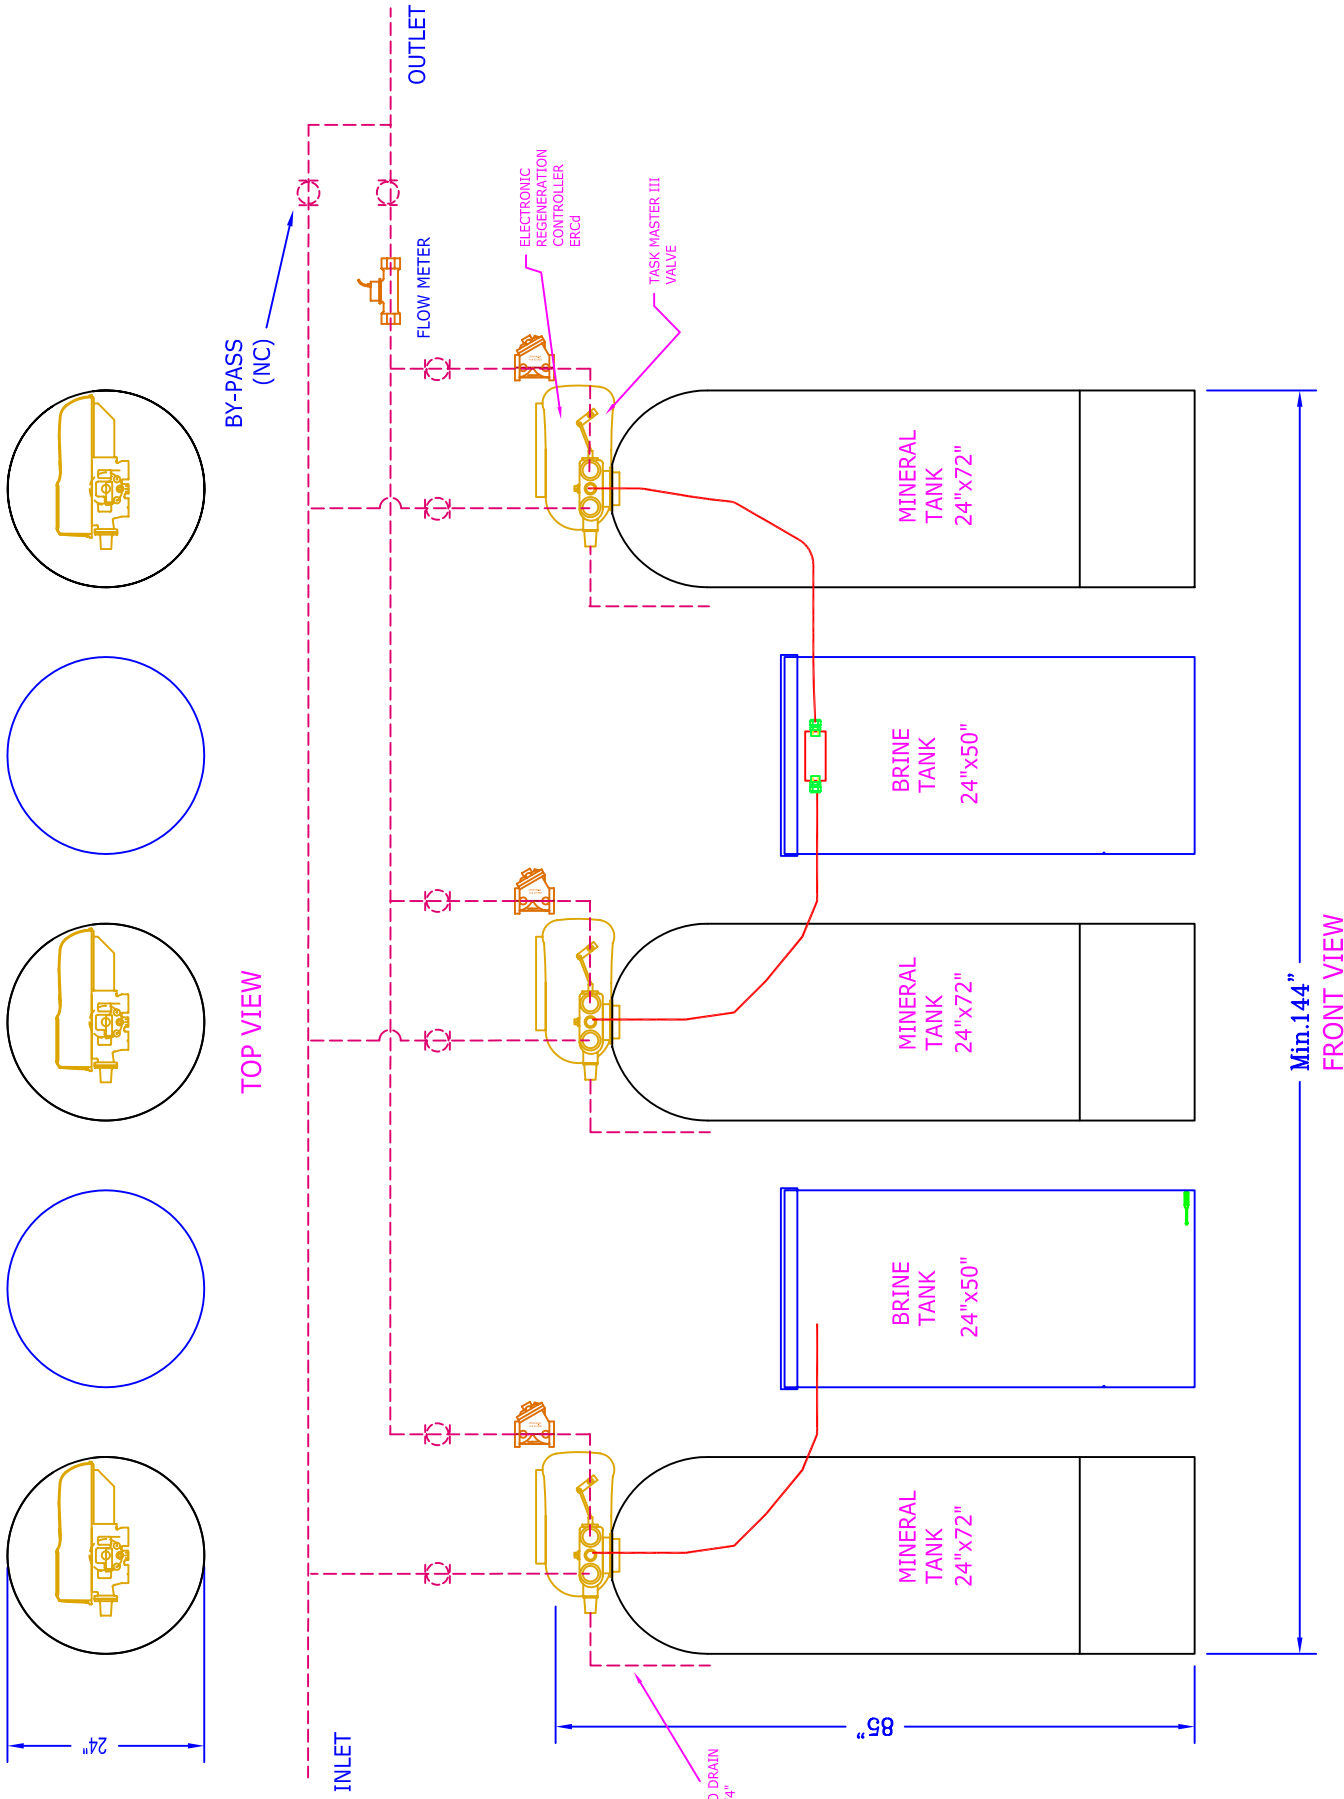 OUTLET
BY-PASS
(NC)
FLOW METER
ELECTRONIC
REGENERATION
CONTROLLER
ERCd
TASK MASTER III
VALVE
MINERAL
TANK
24"x72"
BRINE
TANK
24"x50"
TOP VIEW
MINERAL
TANK
24"x72"
Min.144"
FRONT VIEW
BRINE
TANK
24"x50"
MINERAL
TANK
24"x72"
24"
INLET
85"
DRAIN